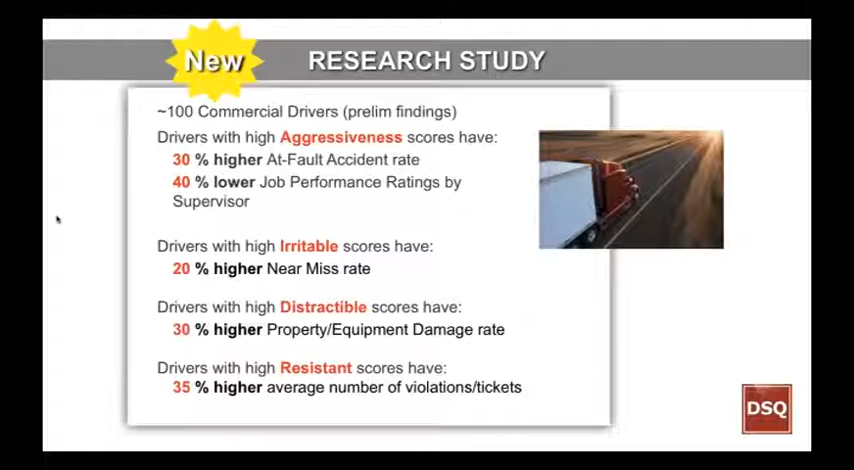 New
RESEARCH STUDY
~100 Commercial Drivers (prelim findings)
Drivers with high Aggressiveness scores have:
30 % higher At-Fault Accident rate
40 % lower Job Performance Ratings by
Supervisor
Drivers with high Irritable scores have:
20 % higher Near Miss rate
Drivers with high Distractible scores have:
30 % higher Property/Equipment Damage rate
Drivers with high Resistant scores have:
35 % higher average number of violations/tickets
DSQ